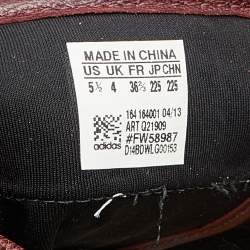 MADE IN CHINA
US UK FR JP CHN
5½ 4 36⅔ 225 225
164 164001 04/13
ART Q21909
#FW58987
D14BDWLG00153
adidas